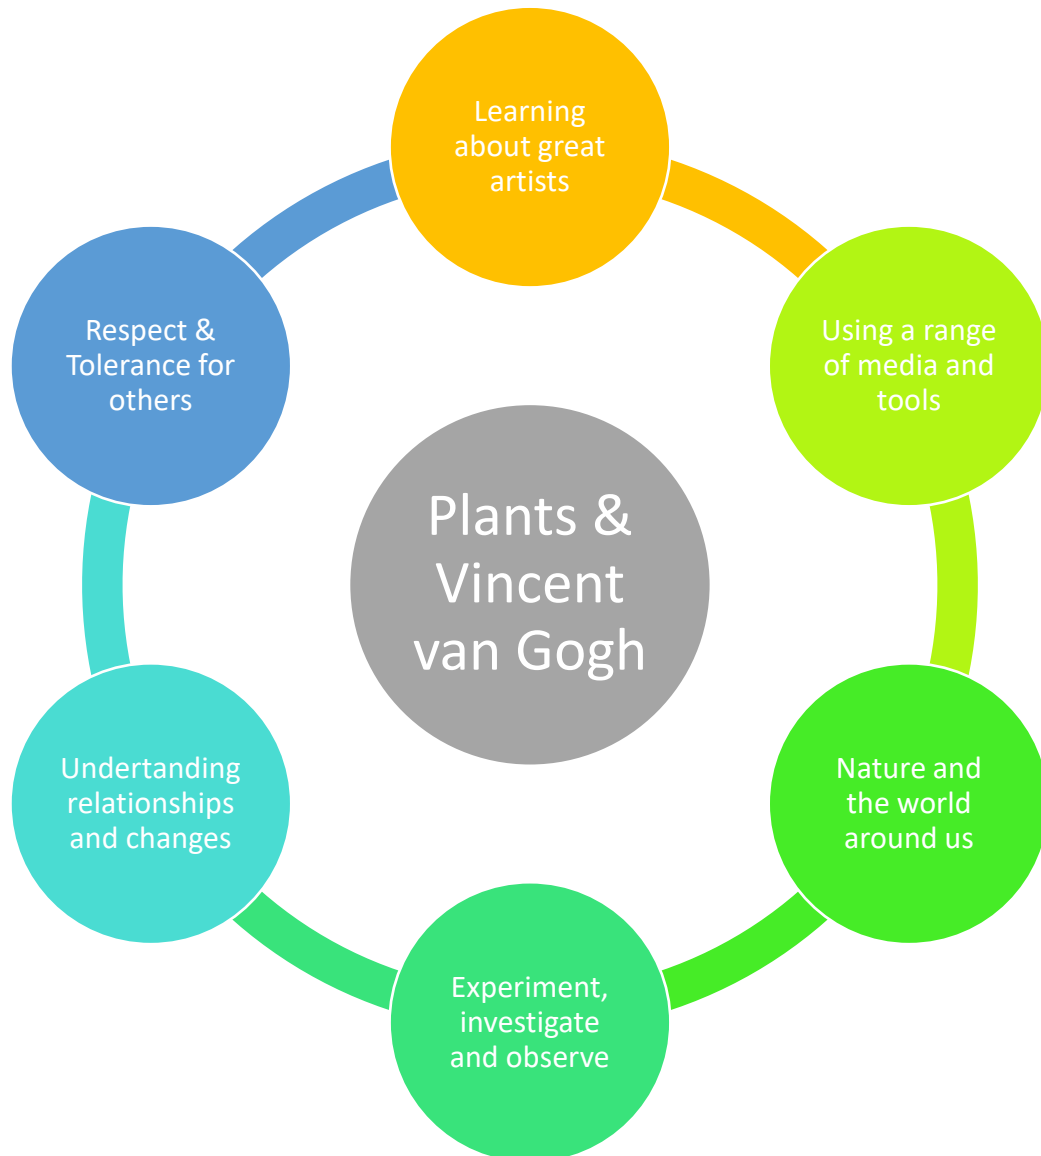 Learning
about great
artists
Using a range
of media and
tools
Nature and
the world
around us
Experiment,
investigate
and observe
Undertanding
relationships
and changes
Respect &
Tolerance for
others
Plants &
Vincent
van Gogh